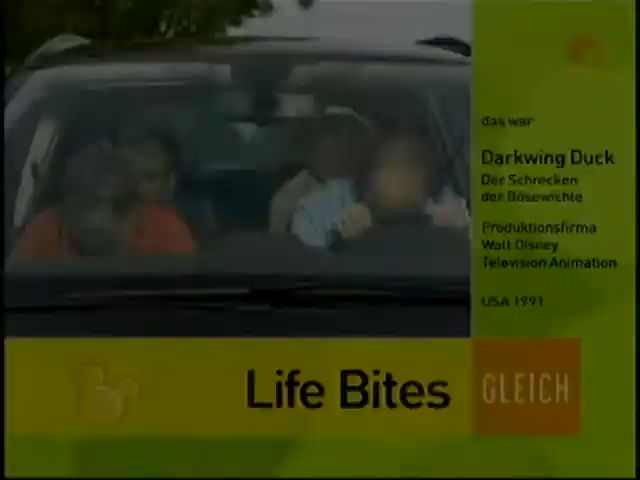 das war
Darkwing Duck
Der Schrecken
der Bösewichte
Produktionsfirma
Walt Disney
Television Animation
USA 1991
Life Bites
GLEICH